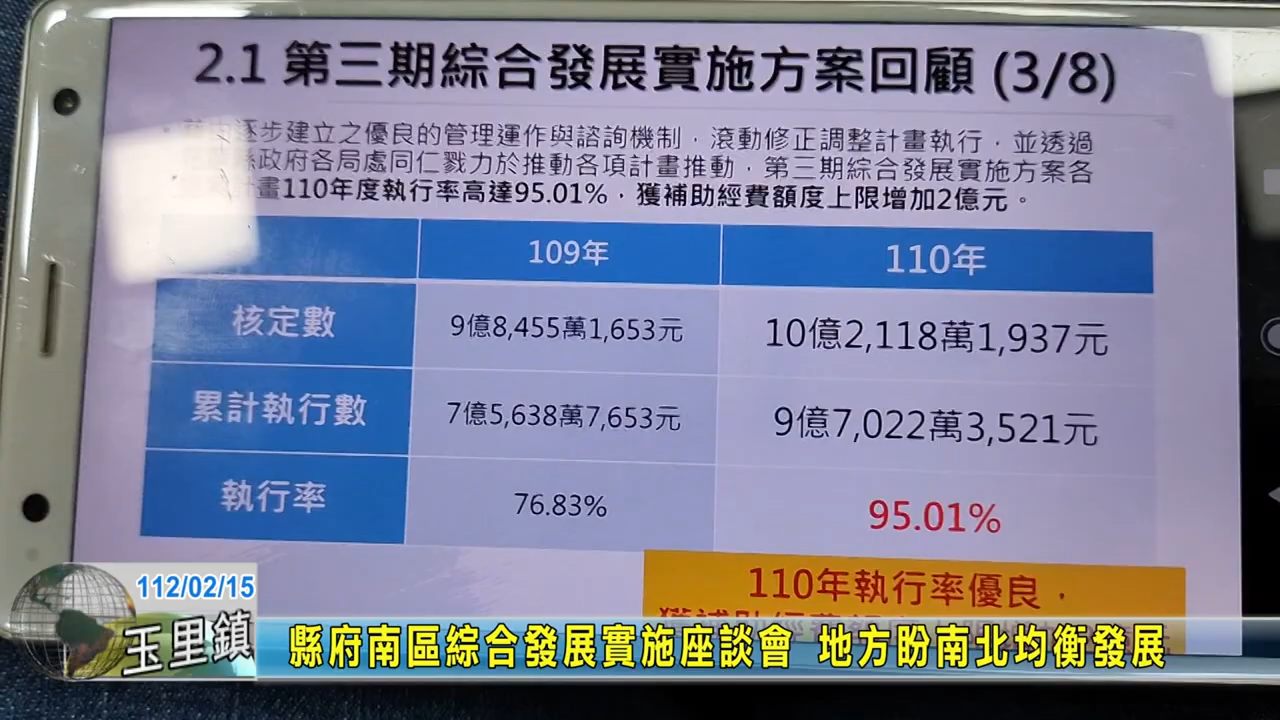 2.1 第三期綜合發展實施方案回顧 (3/8)
逐步建立之優良的管理運作與諮詢機制，滾動修正調整計畫執行，並透過
縣政府各局處同仁戮力於推動各項計畫推動，第三期綜合發展實施方案各
計畫110年度執行率高達95.01%，獲補助經費額度上限增加2億元。
109年 110年
核定數 9億8,455萬1,653元 10億2,118萬1,937元
累計執行數 7億5,638萬7,653元 9億7,022萬3,521元
執行率 76.83% 95.01%
110年執行率優良，
112/02/15
玉里鎮
縣府南區綜合發展實施座談會 地方盼南北均衡發展